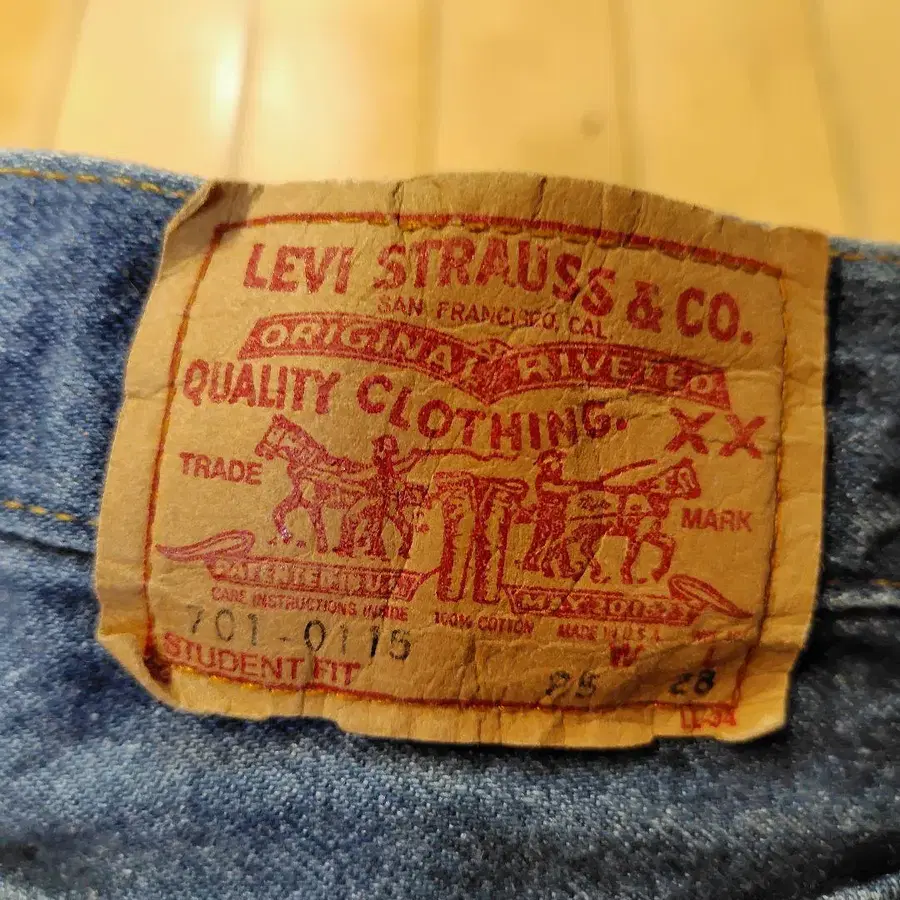 LEVI STRAUSS & CO.
SAN FRANCISCO, CAL
ORIGINAL RIVETED
QUALITY CLOTHING. XX
TRADE MARK
CARE INSTRUCTIONS INSIDE 100% COTTON MADE IN U.S.A.
701-0115 W L
STUDENT FIT 25 28